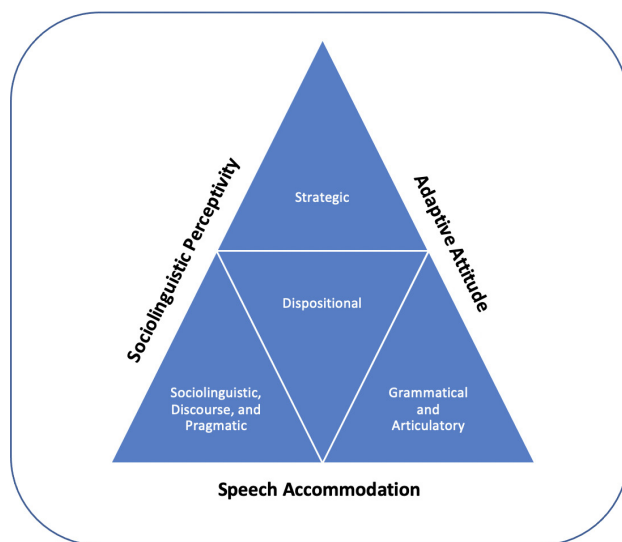 Sociolinguistic Perceptivity
Adaptive Attitude
Strategic
Dispositional
Sociolinguistic,
Discourse, and
Pragmatic
Grammatical
and
Articulatory
Speech Accommodation